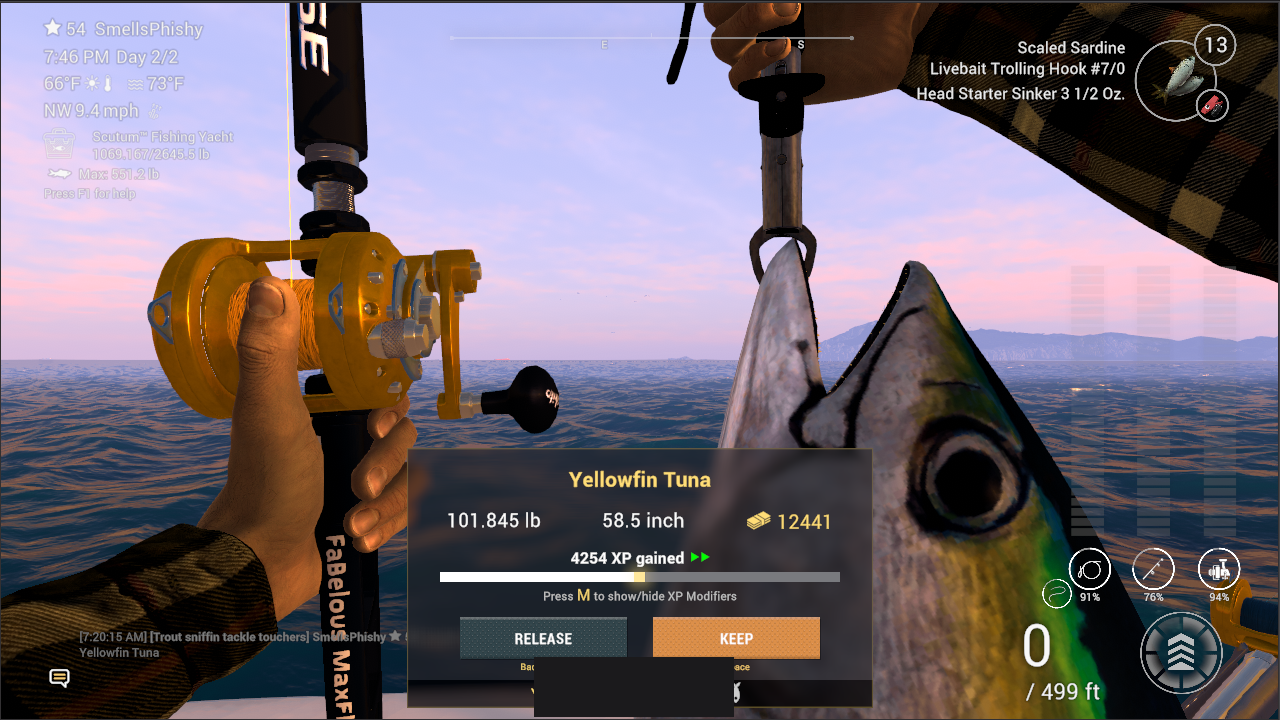 54 SmellsPhishy
7:46 PM Day 2/2
66°F 73°F
NW 9.4 mph
Scutum™ Fishing Yacht
1069.167/2645.5 lb
Max: 551.2 lb
Press F1 for help
E
S
Scaled Sardine
13
Livebait Trolling Hook #7/0
Head Starter Sinker 3 1/2 Oz.
Yellowfin Tuna
101.845 lb
58.5 inch
12441
4254 XP gained
Press M to show/hide XP Modifiers
RELEASE
KEEP
91%
76%
94%
0
/ 499 ft
[7:20:15 AM] [Trout sniffin tackle touchers] SmellsPhishy
Yellowfin Tuna